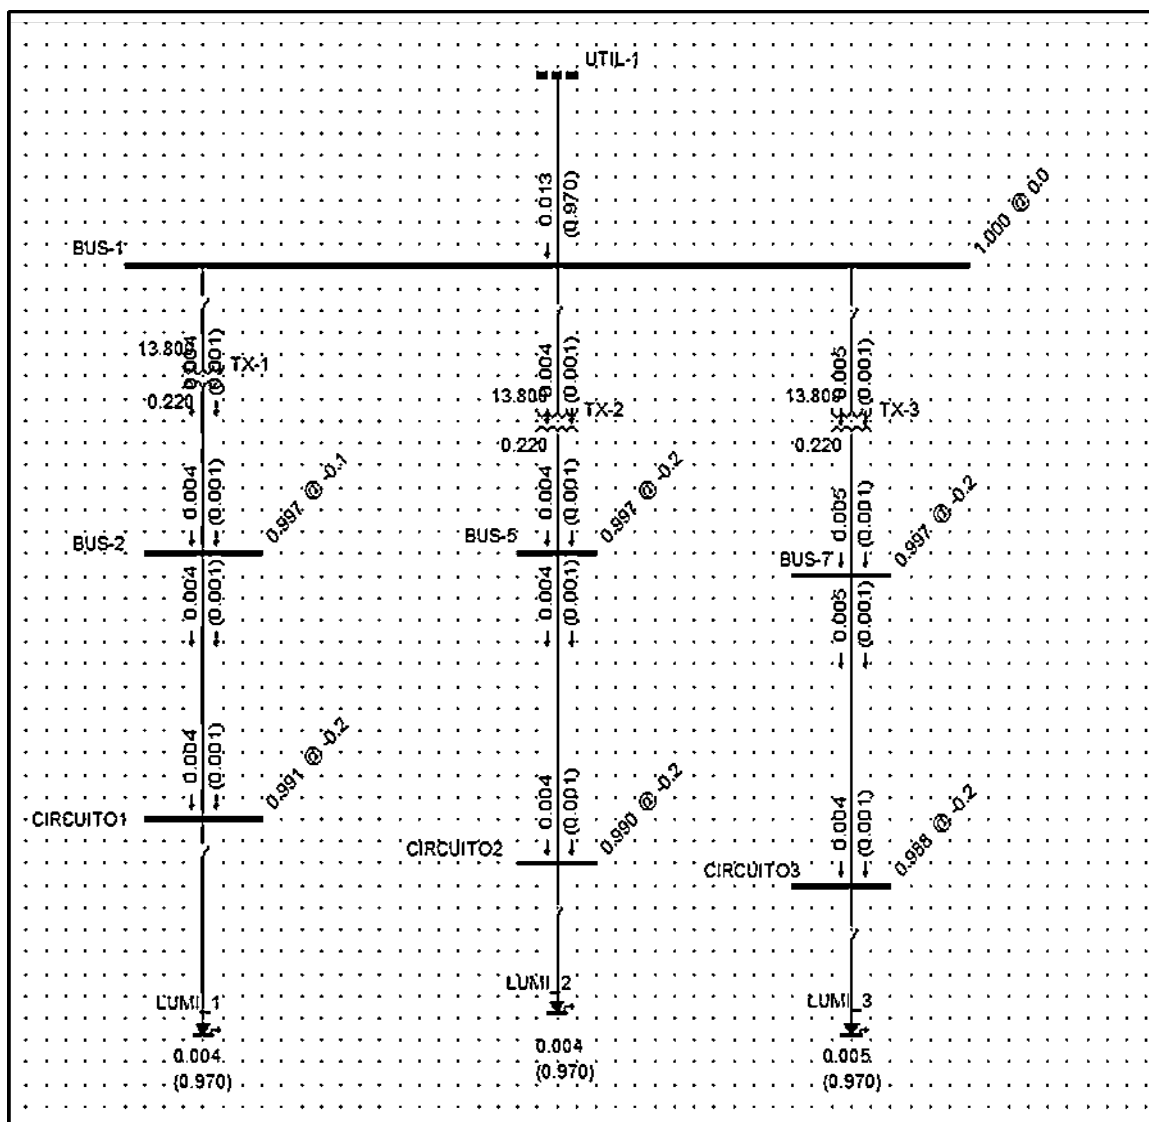 UTIL-1
0.013
(0.970)
1.000 @ 0.0
BUS-1
13.800
0.004
(0.001)
TX-1
0.220
13.800
0.004
(0.001)
TX-2
0.220
13.800
0.005
(0.001)
TX-3
0.220
0.004
(0.001)
0.997 @ -0.1
BUS-2
0.004
(0.001)
0.004
(0.001)
0.997 @ -0.2
BUS-5
0.004
(0.001)
0.005
(0.001)
0.997 @ -0.2
BUS-7
0.005
(0.001)
0.004
(0.001)
0.991 @ -0.2
CIRCUITO1
0.004
(0.001)
0.990 @ -0.2
CIRCUITO2
0.004
(0.001)
0.988 @ -0.2
CIRCUITO3
LUMI_1
0.004
(0.970)
LUMI_2
0.004
(0.970)
LUMI_3
0.005
(0.970)